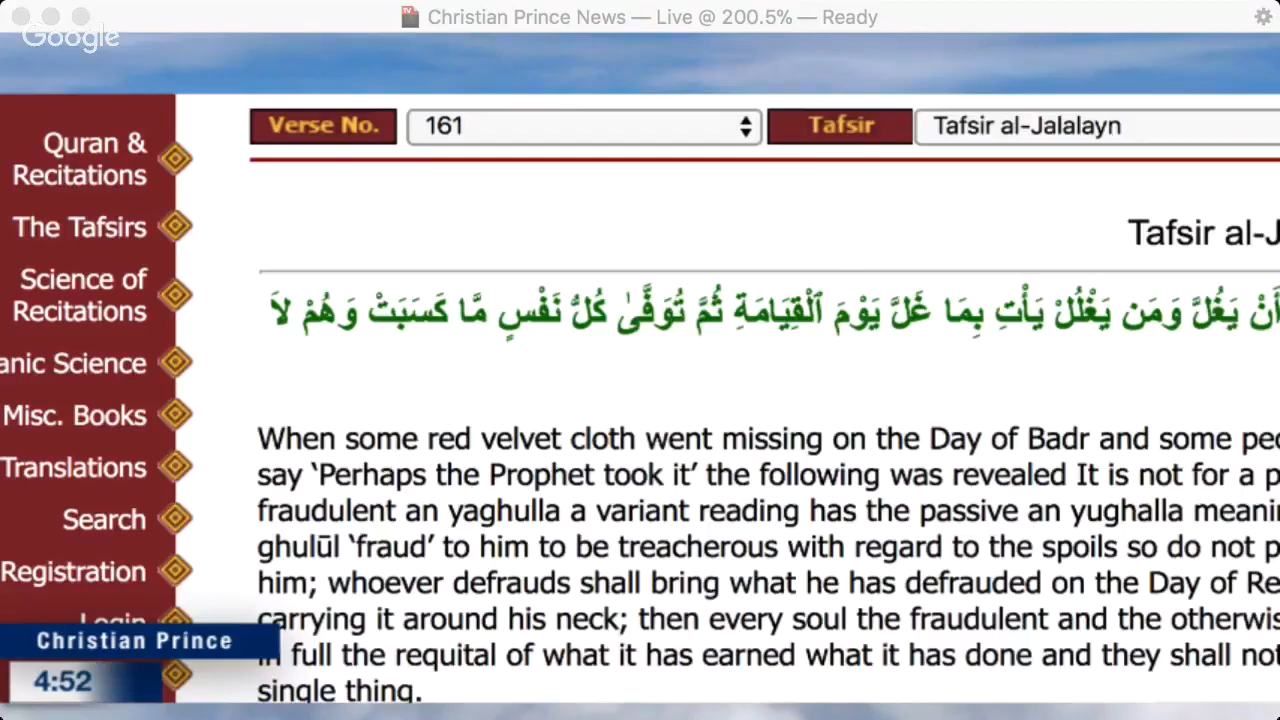 Christian Prince News — Live @ 200.5% — Ready
Google
Verse No.
161
Tafsir
Tafsir al-Jalalayn
Quran &
Recitations
The Tafsirs
Science of
Recitations
anic Science
Misc. Books
Translations
Search
Registration
Login
Tafsir al-J
أَنْ يَغُلَّ وَمَن يَغْلُلْ يَأْتِ بِمَا غَلَّ يَوْمَ ٱلْقِيَامَةِ ثُمَّ تُوَفَّىٰ كُلُّ نَفْسٍ مَّا كَسَبَتْ وَهُمْ لاَ
When some red velvet cloth went missing on the Day of Badr and some peo
say ‘Perhaps the Prophet took it’ the following was revealed It is not for a p
fraudulent an yaghulla a variant reading has the passive an yughalla meanin
ghulūl ‘fraud’ to him to be treacherous with regard to the spoils so do not p
him; whoever defrauds shall bring what he has defrauded on the Day of Re
carrying it around his neck; then every soul the fraudulent and the otherwis
in full the requital of what it has earned what it has done and they shall not
single thing.
Christian Prince
4:52